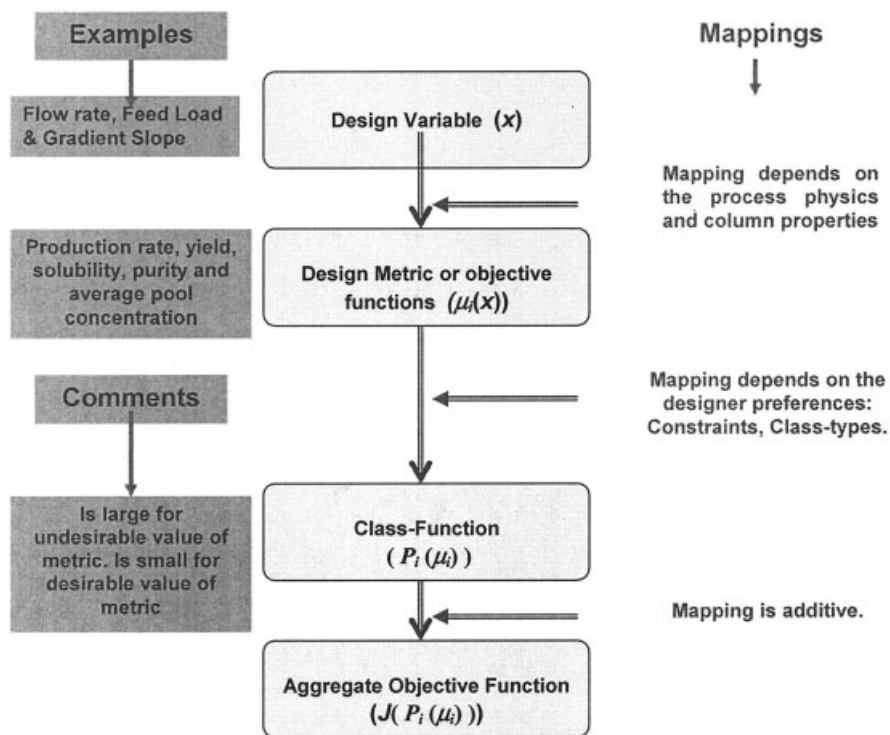 Examples
Flow rate, Feed Load
& Gradient Slope
Production rate, yield,
solubility, purity and
average pool
concentration
Comments
Is large for
undesirable value of
metric. Is small for
desirable value of
metric
Design Variable (x)
Design Metric or objective
functions (μi(x))
Class-Function
( Pi (μi) )
Aggregate Objective Function
(J( Pi (μi) ))
Mappings
Mapping depends on
the process physics
and column properties
Mapping depends on the
designer preferences:
Constraints, Class-types.
Mapping is additive.